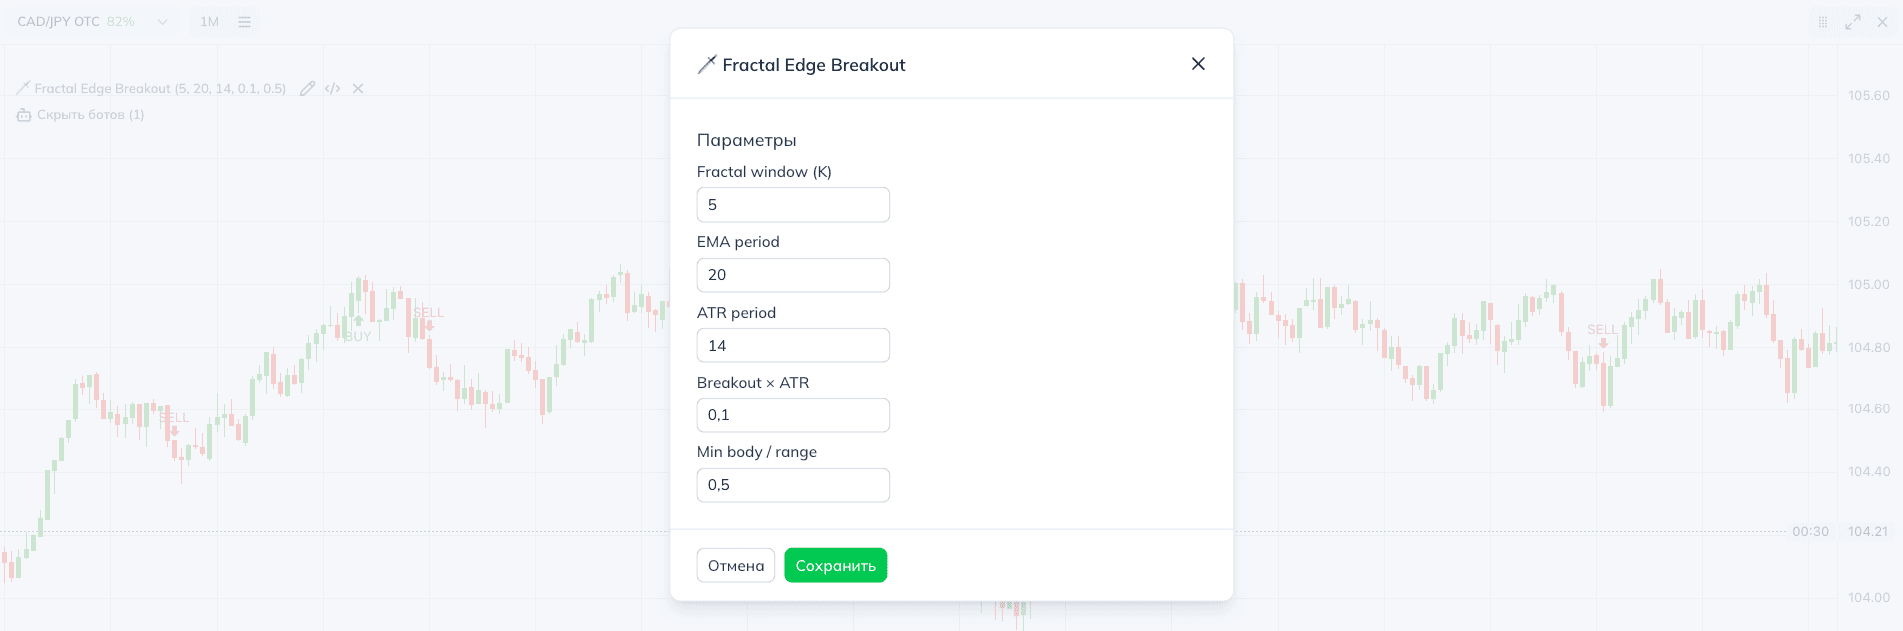 CAD/JPY OTC 82% 1M
Fractal Edge Breakout
Fractal Edge Breakout (5, 20, 14, 0.1, 0.5) </>
Скрыть ботов (1)
Параметры
Fractal window (K)
5
EMA period
20
ATR period
14
Breakout × ATR
0,1
Min body / range
0,5
Отмена
Сохранить
SELL
BUY
SELL
SELL
105.60
105.40
105.20
105.00
104.80
104.60
104.40
00:30 104.21
104.00